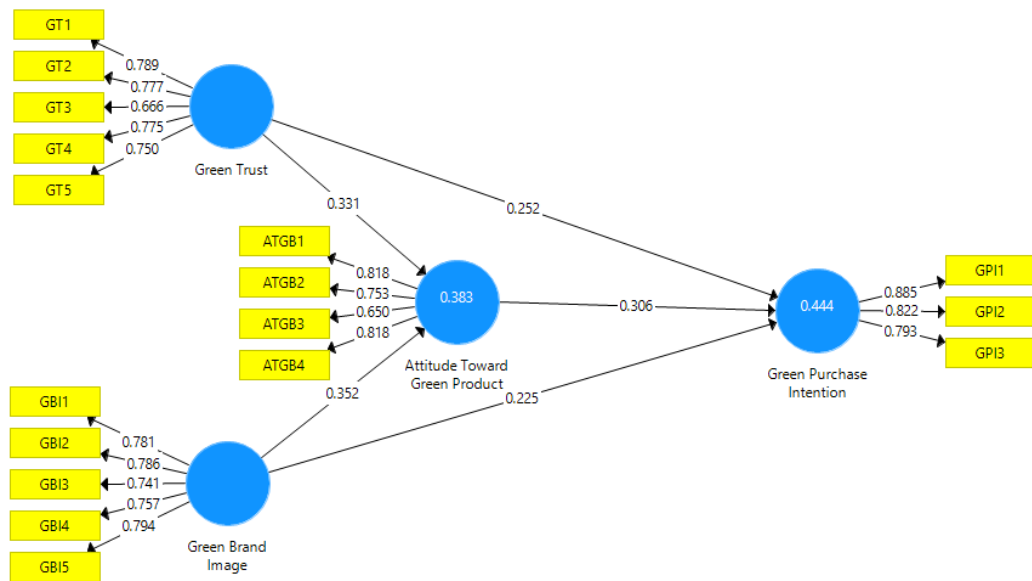 GT1
GT2
GT3
GT4
GT5
0.789
0.777
0.666
0.775
0.750
Green Trust
0.331
0.252
ATGB1
ATGB2
ATGB3
ATGB4
0.818
0.753
0.650
0.818
0.383
Attitude Toward
Green Product
0.306
0.444
Green Purchase
Intention
0.885
0.822
0.793
GPI1
GPI2
GPI3
0.352
0.225
GBI1
GBI2
GBI3
GBI4
GBI5
0.781
0.786
0.741
0.757
0.794
Green Brand
Image